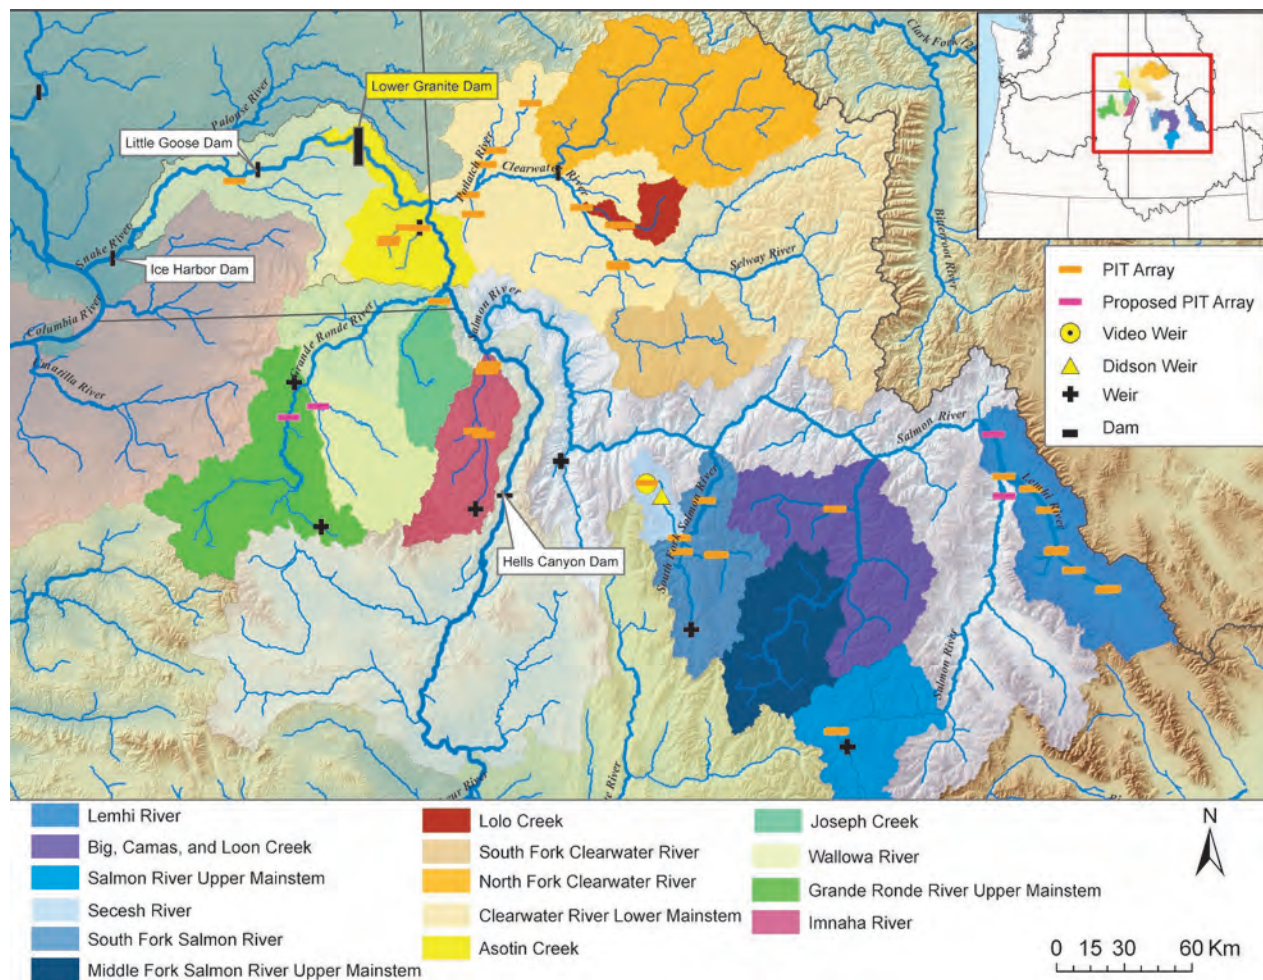 Clark Fork
Palouse River
Lower Granite Dam
Little Goose Dam
Potlatch River
Clearwater River
Snake River
Ice Harbor Dam
Selway River
Bitterroot River
PIT Array
Proposed PIT Array
Video Weir
Didson Weir
Weir
Dam
Columbia River
Umatilla River
Grande Ronde River
Salmon River
Salmon River
Lemhi River
South Fork Salmon River
Hells Canyon Dam
Salmon River
River
River
Lemhi River
Big, Camas, and Loon Creek
Salmon River Upper Mainstem
Secesh River
South Fork Salmon River
Middle Fork Salmon River Upper Mainstem
Lolo Creek
South Fork Clearwater River
North Fork Clearwater River
Clearwater River Lower Mainstem
Asotin Creek
Joseph Creek
Wallowa River
Grande Ronde River Upper Mainstem
Imnaha River
N
0 15 30 60 Km